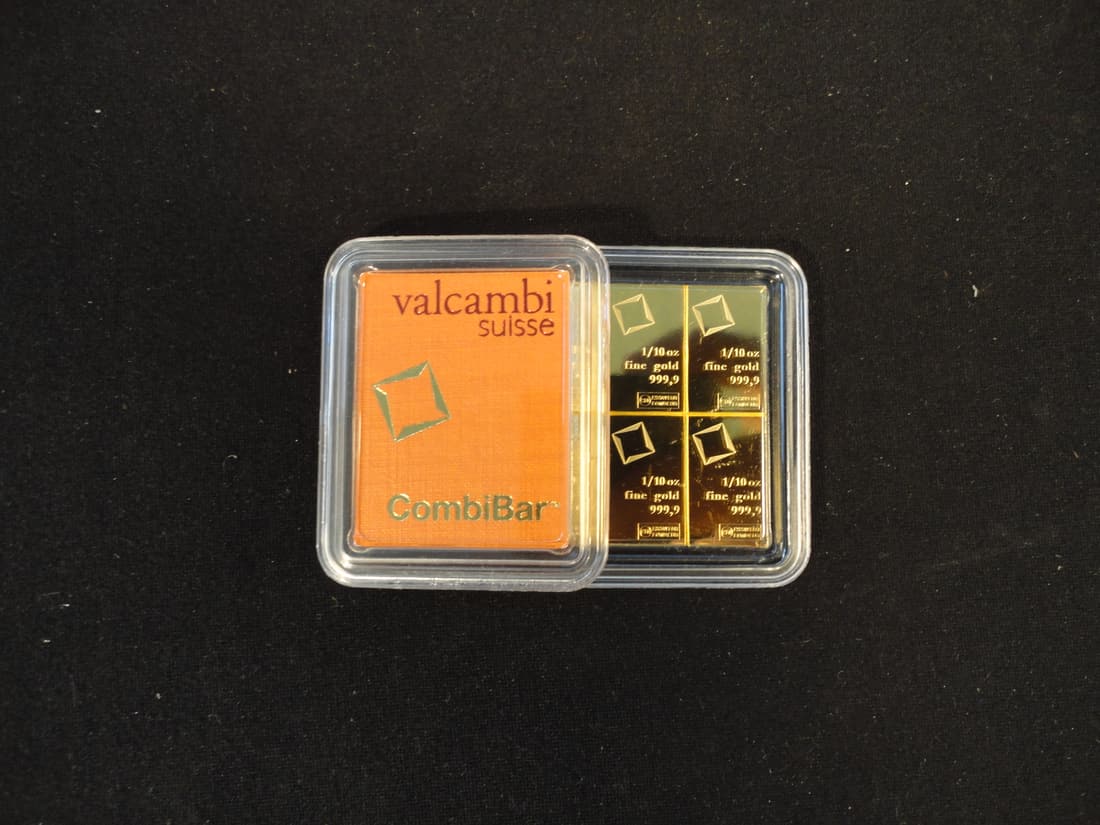 valcambi
suisse
CombiBar™
1/10 oz
fine gold
999,9
1/10 oz
fine gold
999,9
1/10 oz
fine gold
999,9
1/10 oz
fine gold
999,9